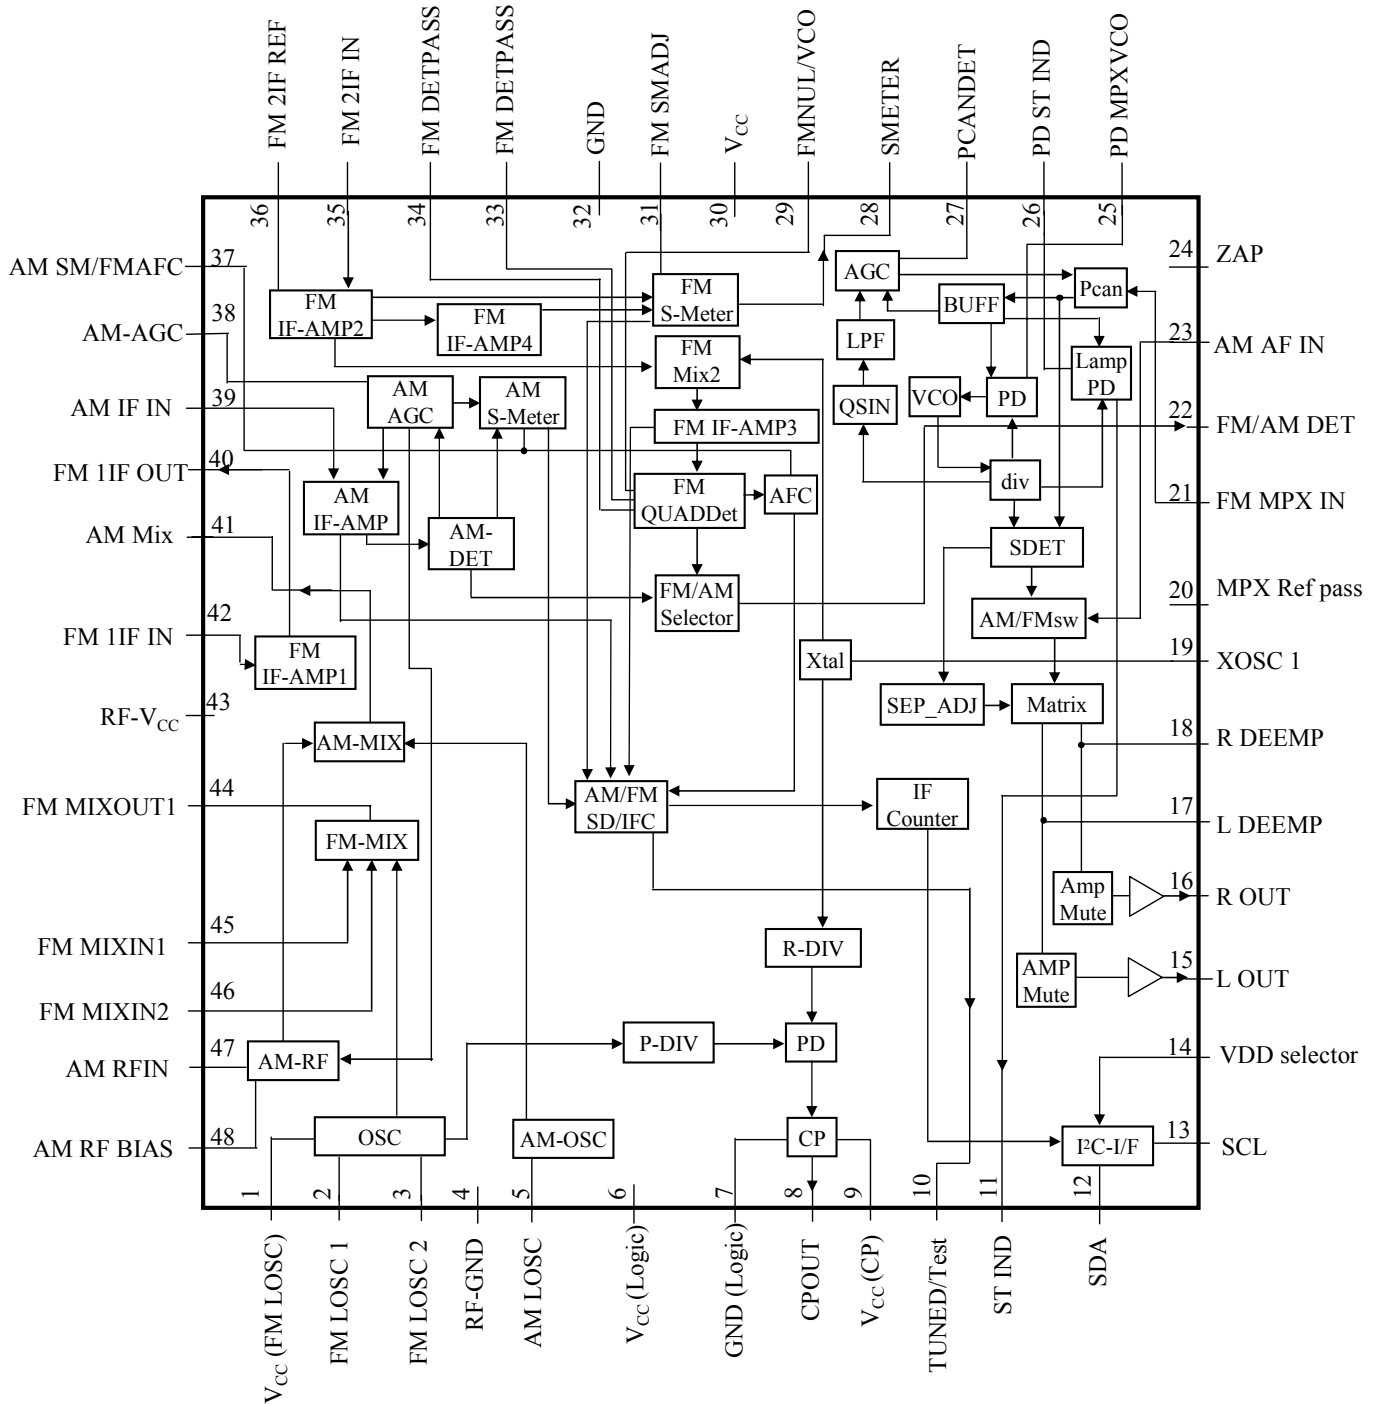 FM 2IF REF
FM 2IF IN
FM DETPASS
FM DETPASS
GND
FM SMADJ
VCC
FMNUL/VCO
SMETER
PCANDET
PD ST IND
PD MPXVCO
36
35
34
33
32
31
30
29
28
27
26
25
AM SM/FMAFC
37
AM-AGC
38
AM IF IN
39
FM 1IF OUT
40
AM Mix
41
FM 1IF IN
42
RF-VCC
43
FM MIXOUT1
44
FM MIXIN1
45
FM MIXIN2
46
AM RFIN
47
AM RF BIAS
48
24
ZAP
23
AM AF IN
22
FM/AM DET
21
FM MPX IN
20
MPX Ref pass
19
XOSC 1
18
R DEEMP
17
L DEEMP
16
R OUT
15
L OUT
14
VDD selector
13
SCL
FM
IF-AMP2
FM
IF-AMP4
FM
S-Meter
AGC
BUFF
Pcan
FM
Mix2
LPF
Lamp
PD
AM
AGC
AM
S-Meter
QSIN
VCO
PD
FM IF-AMP3
AM
IF-AMP
FM
QUADDet
AFC
div
AM-
DET
SDET
FM/AM
Selector
AM/FMsw
FM
IF-AMP1
Xtal
SEP_ADJ
Matrix
AM-MIX
AM/FM
SD/IFC
IF
Counter
FM-MIX
Amp
Mute
R-DIV
AMP
Mute
AM-RF
P-DIV
PD
OSC
AM-OSC
CP
I²C-I/F
1
2
3
4
5
6
7
8
9
10
11
12
VCC (FM LOSC)
FM LOSC 1
FM LOSC 2
RF-GND
AM LOSC
VCC (Logic)
GND (Logic)
CPOUT
VCC (CP)
TUNED/Test
ST IND
SDA